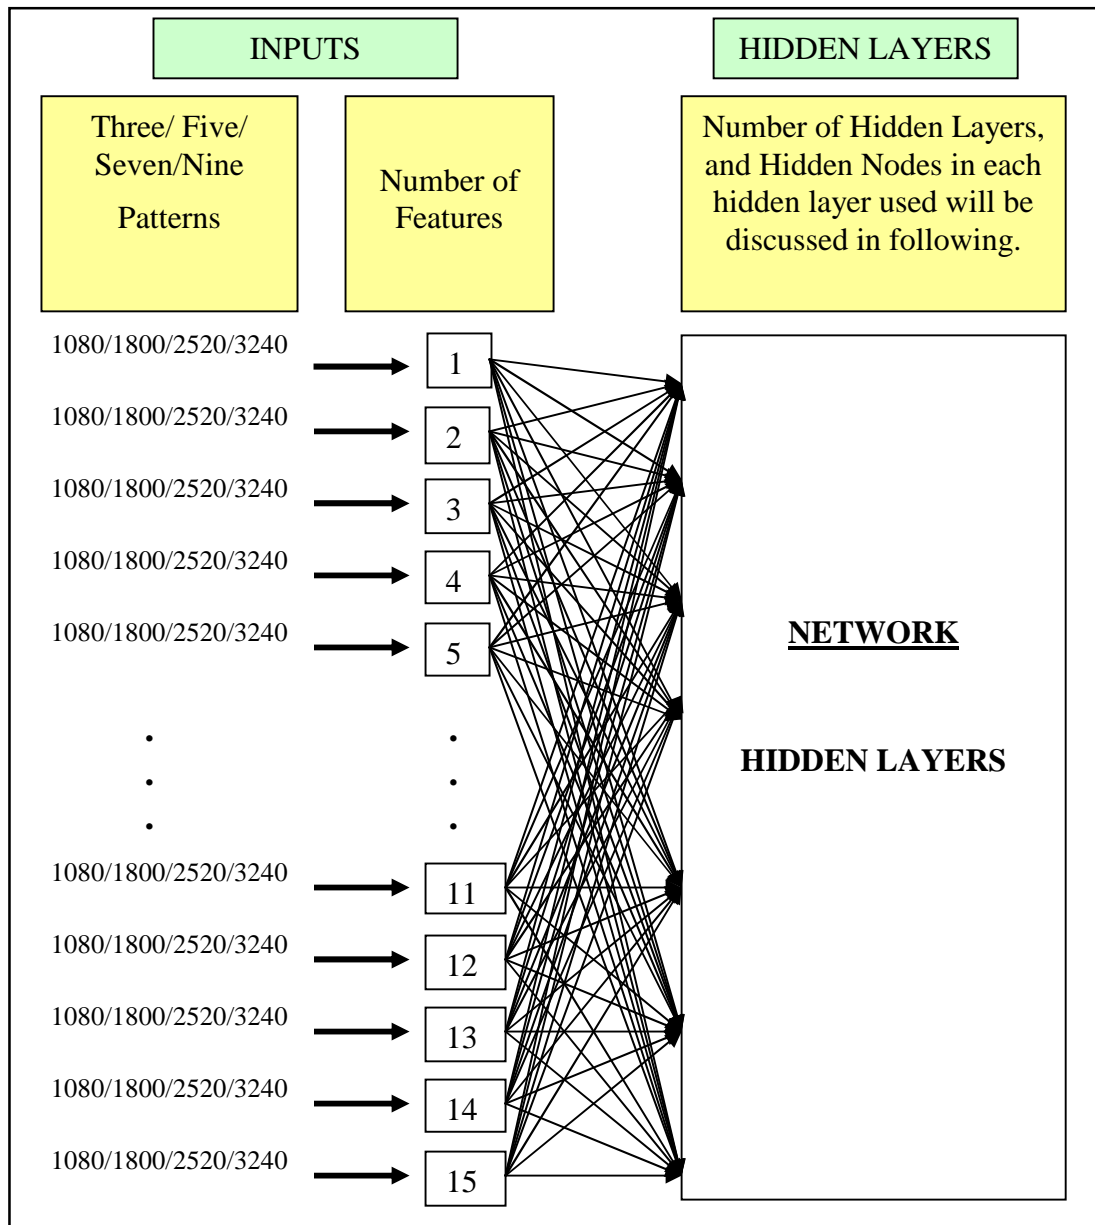 INPUTS
HIDDEN LAYERS
Three/ Five/
Seven/Nine
Patterns
Number of
Features
Number of Hidden Layers,
and Hidden Nodes in each
hidden layer used will be
discussed in following.
1080/1800/2520/3240
1
1080/1800/2520/3240
2
1080/1800/2520/3240
3
1080/1800/2520/3240
4
1080/1800/2520/3240
5
1080/1800/2520/3240
11
1080/1800/2520/3240
12
1080/1800/2520/3240
13
1080/1800/2520/3240
14
1080/1800/2520/3240
15
NETWORK
HIDDEN LAYERS